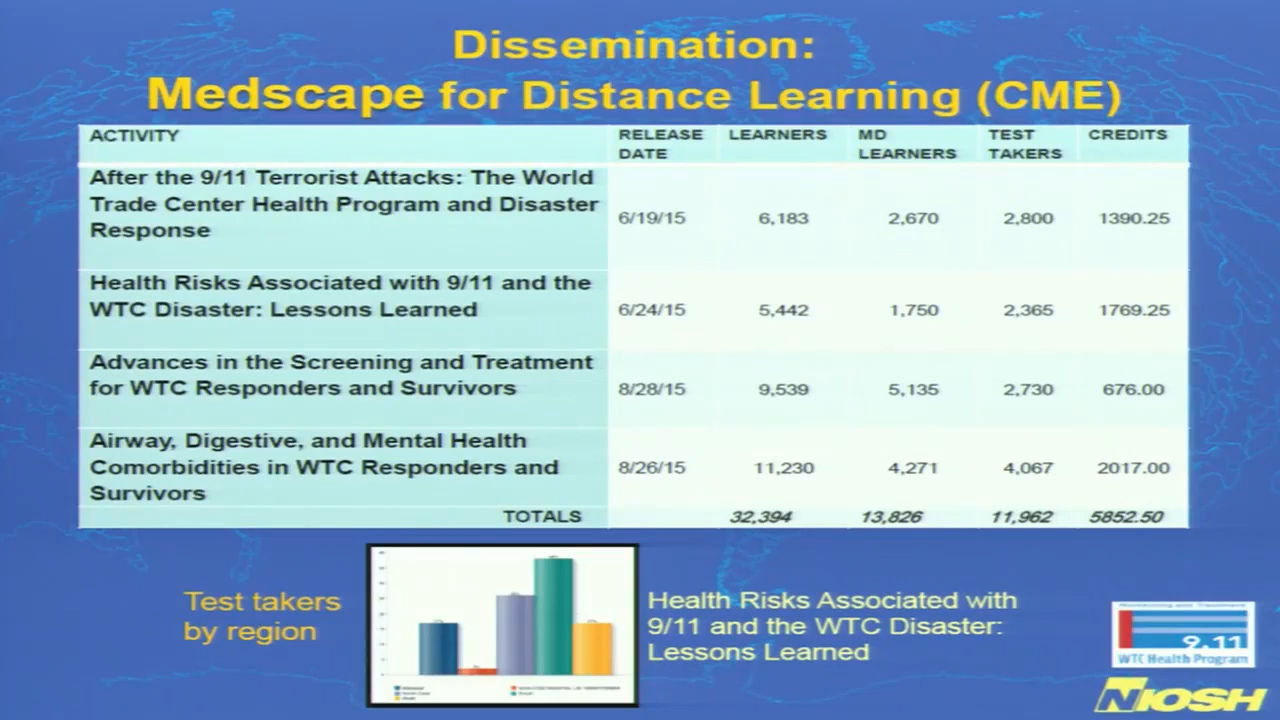 Dissemination:
Medscape for Distance Learning (CME)
ACTIVITY
RELEASE
DATE
LEARNERS
MD
LEARNERS
TEST
TAKERS
CREDITS
After the 9/11 Terrorist Attacks: The World
Trade Center Health Program and Disaster
Response
6/19/15 6,183 2,670 2,800 1390.25
Health Risks Associated with 9/11 and the
WTC Disaster: Lessons Learned
6/24/15 5,442 1,750 2,365 1769.25
Advances in the Screening and Treatment
for WTC Responders and Survivors
8/28/15 9,539 5,135 2,730 676.00
Airway, Digestive, and Mental Health
Comorbidities in WTC Responders and
Survivors
8/26/15 11,230 4,271 4,067 2017.00
TOTALS 32,394 13,826 11,962 5852.50
Test takers
by region
Health Risks Associated with
9/11 and the WTC Disaster:
Lessons Learned
Monitoring and Treatment
9.11
WTC Health Program
NIOSH